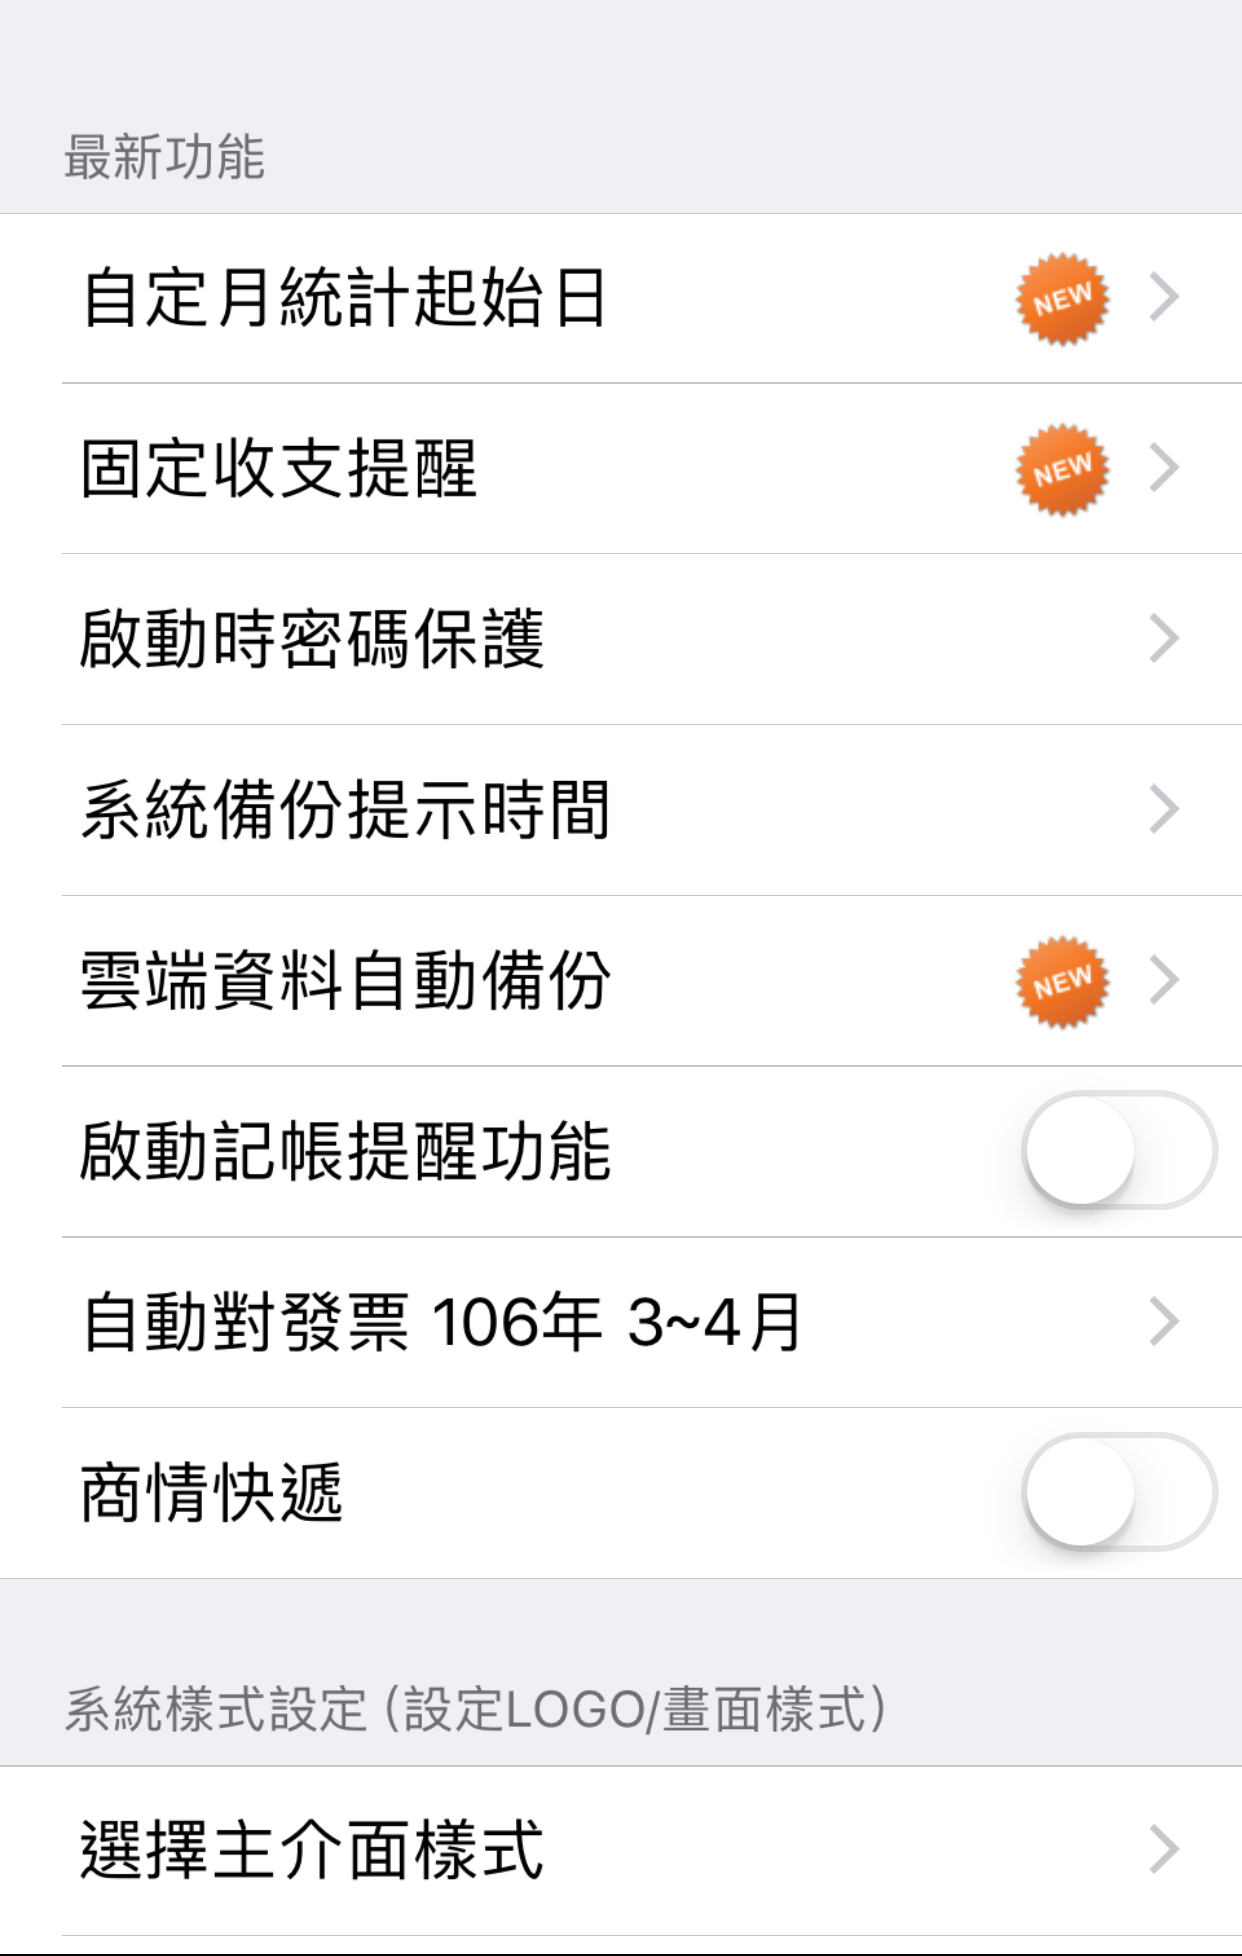 最新功能
自定月統計起始日
NEW
固定收支提醒
NEW
啟動時密碼保護
系統備份提示時間
雲端資料自動備份
NEW
啟動記帳提醒功能
自動對發票 106年 3~4月
商情快遞
系統樣式設定 (設定LOGO/畫面樣式)
選擇主介面樣式